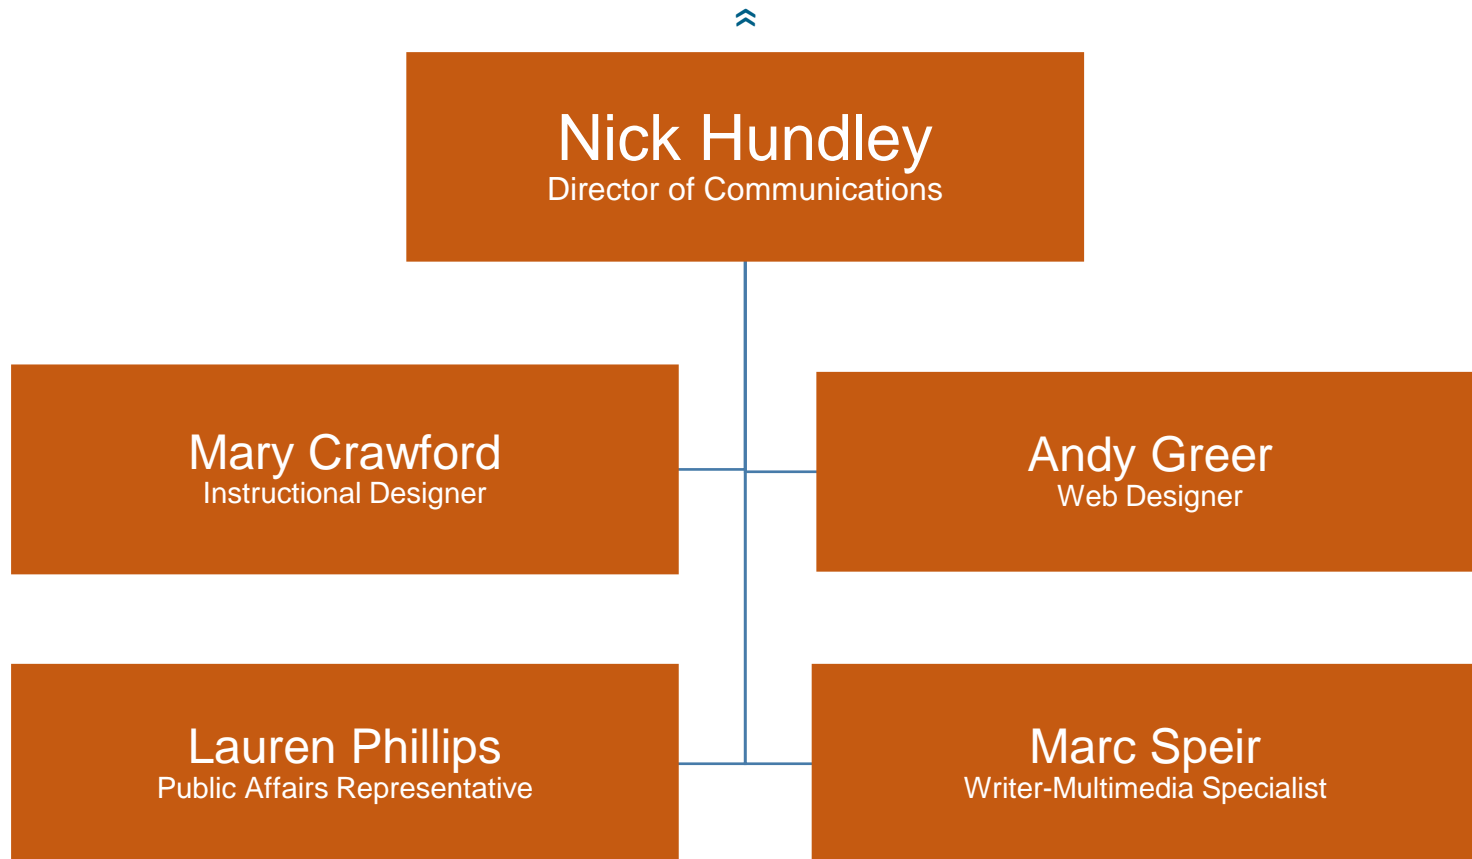 Nick Hundley
Director of Communications
Mary Crawford
Instructional Designer
Andy Greer
Web Designer
Lauren Phillips
Public Affairs Representative
Marc Speir
Writer-Multimedia Specialist